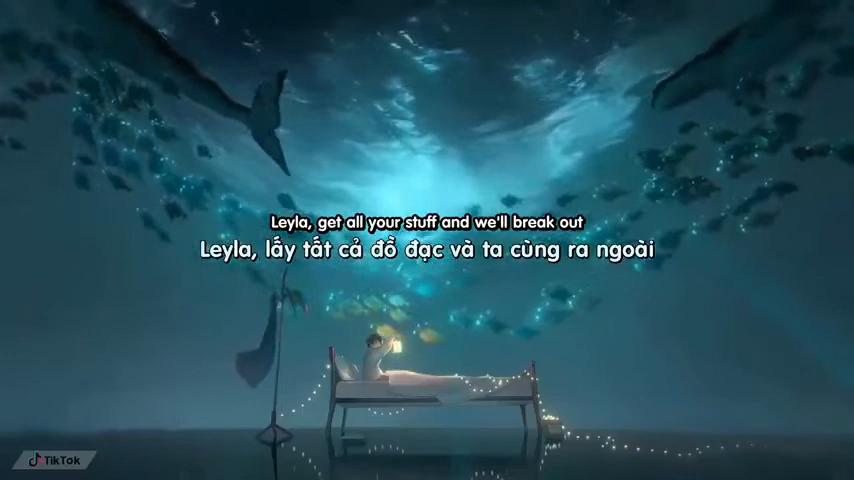 Leyla, get all your stuff and we'll break out
Leyla, lấy tất cả đồ đạc và ta cùng ra ngoài
TikTok